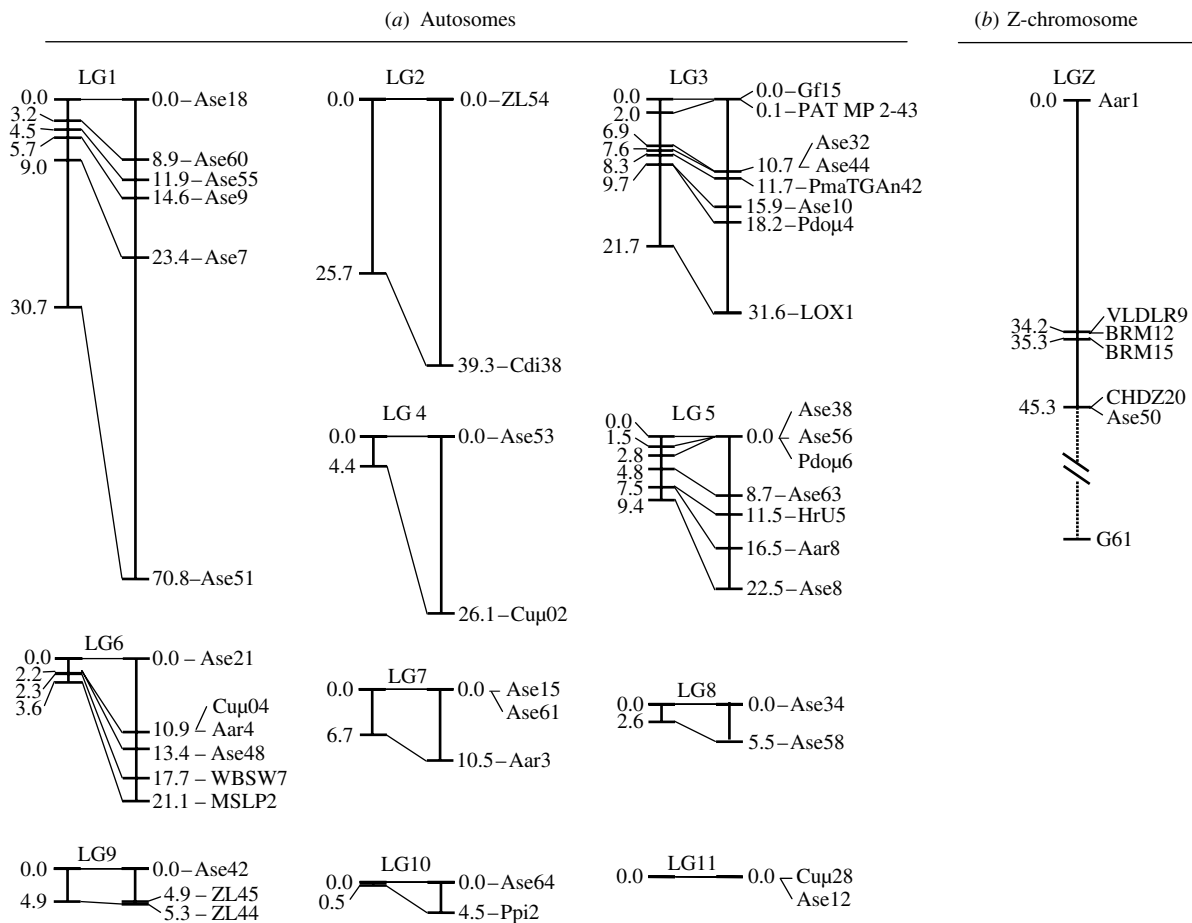 (a) Autosomes
(b) Z-chromosome
LG1
0.0
3.2
4.5
5.7
9.0
30.7
0.0–Ase18
8.9–Ase60
11.9–Ase55
14.6–Ase9
23.4–Ase7
70.8–Ase51
LG2
0.0
25.7
0.0–ZL54
39.3–Cdi38
LG3
0.0
2.0
6.9
7.6
8.3
9.7
21.7
0.0–Gf15
0.1–PAT MP 2-43
Ase32
10.7 Ase44
11.7–PmaTGAn42
15.9–Ase10
18.2–Pdoµ4
31.6–LOX1
LGZ
0.0
34.2
35.3
45.3
Aar1
VLDLR9
BRM12
BRM15
CHDZ20
Ase50
G61
LG 4
0.0
4.4
0.0–Ase53
26.1–Cuµ02
LG 5
0.0
1.5
2.8
4.8
7.5
9.4
Ase38
0.0 Ase56
Pdoµ6
8.7–Ase63
11.5–HrU5
16.5–Aar8
22.5–Ase8
LG6
0.0
2.2
2.3
3.6
0.0 –Ase21
Cuµ04
10.9 Aar4
13.4 – Ase48
17.7 – WBSW7
21.1 – MSLP2
LG7
0.0
6.7
0.0 Ase15
Ase61
10.5–Aar3
LG8
0.0
2.6
0.0–Ase34
5.5–Ase58
LG9
0.0
4.9
0.0–Ase42
4.9 – ZL45
5.3 – ZL44
LG10
0.0
0.5
0.0–Ase64
4.5–Ppi2
LG11
0.0
0.0 Cuµ28
Ase12